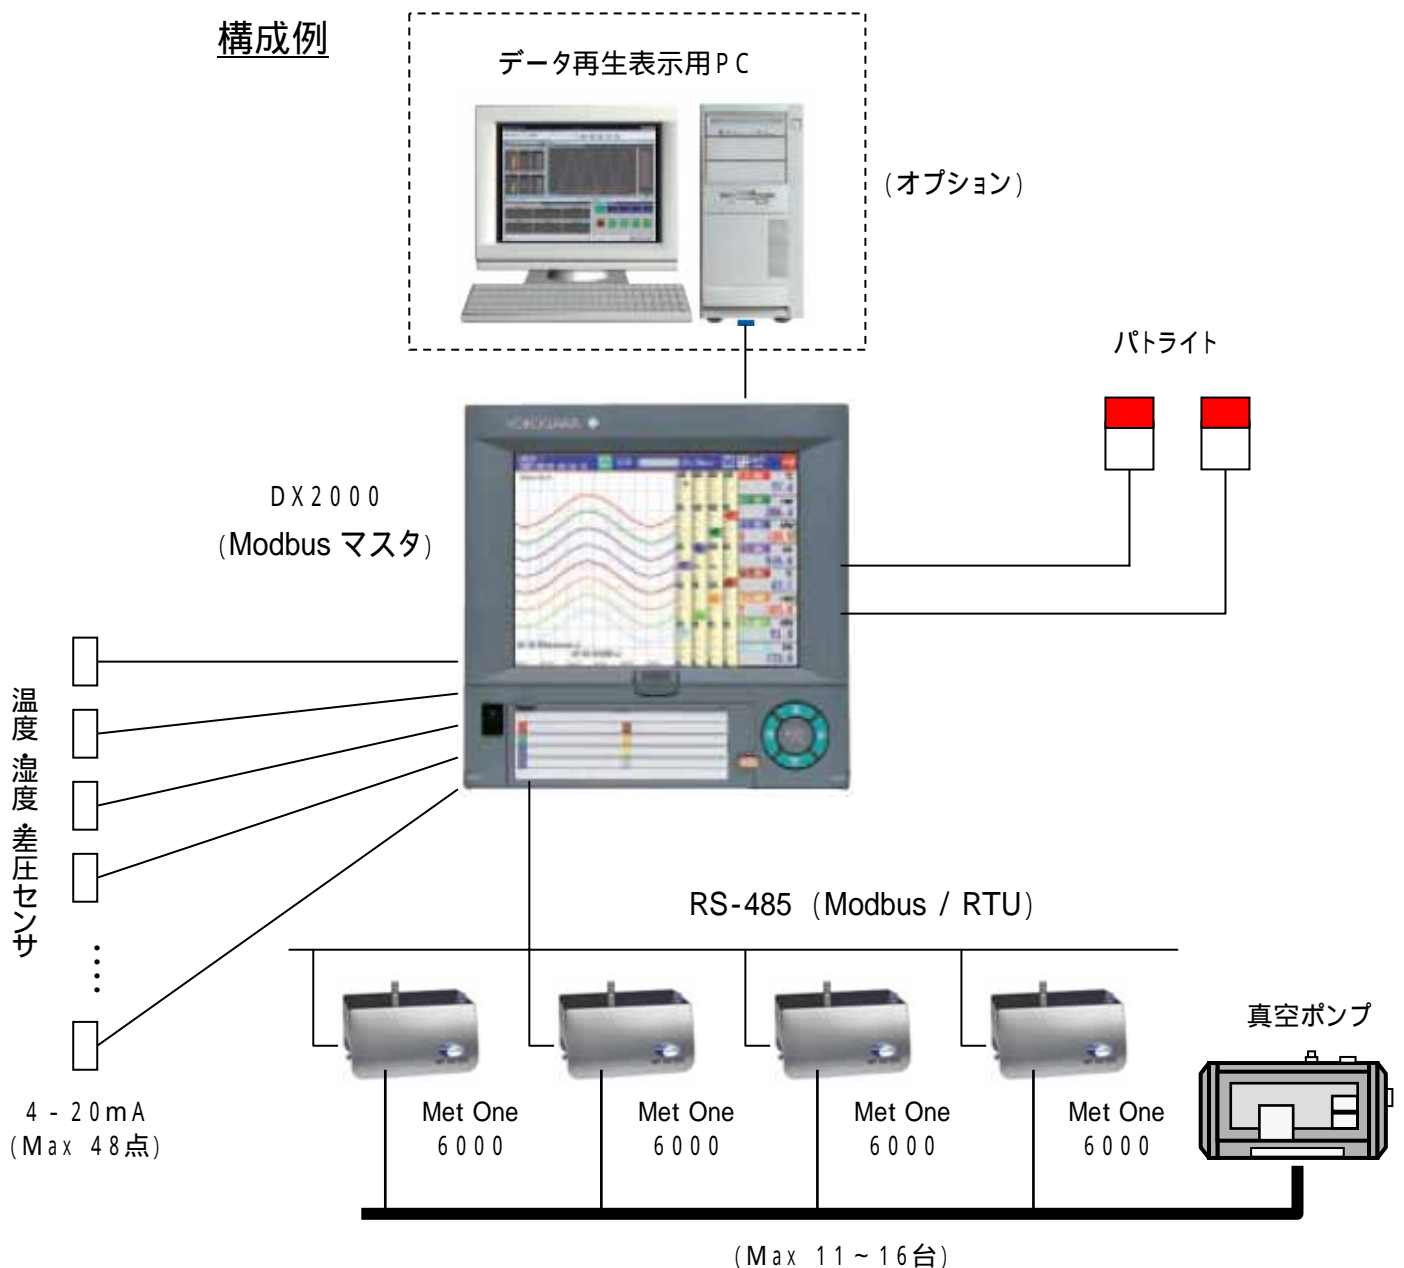 構成例
データ再生表示用PC
(オプション)
パトライト
YOKOGAWA
DX2000
(Modbus マスタ)
温度・湿度・差圧センサ
RS-485 (Modbus / RTU)
真空ポンプ
4 - 20mA
(Max 48点)
Met One
6000
Met One
6000
Met One
6000
Met One
6000
(Max 11~16台)